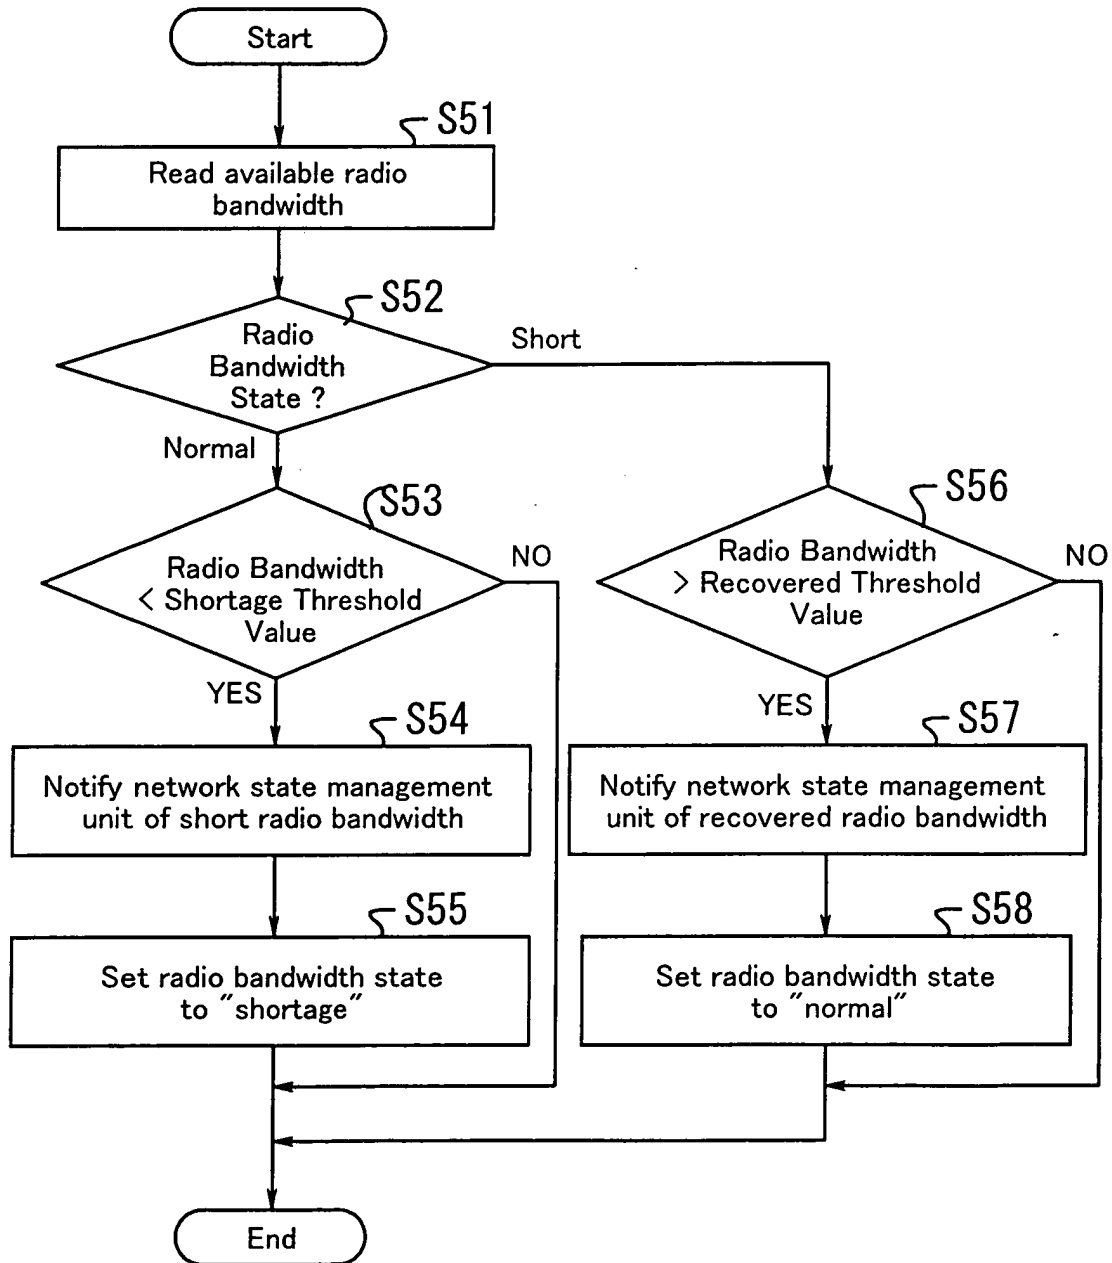 Start
S51
Read available radio
bandwidth
S52
Radio
Bandwidth
State ?
Short
Normal
S53
Radio Bandwidth
< Shortage Threshold
Value
NO
YES
S54
Notify network state management
unit of short radio bandwidth
S55
Set radio bandwidth state
to "shortage"
S56
Radio Bandwidth
> Recovered Threshold
Value
NO
YES
S57
Notify network state management
unit of recovered radio bandwidth
S58
Set radio bandwidth state
to "normal"
End